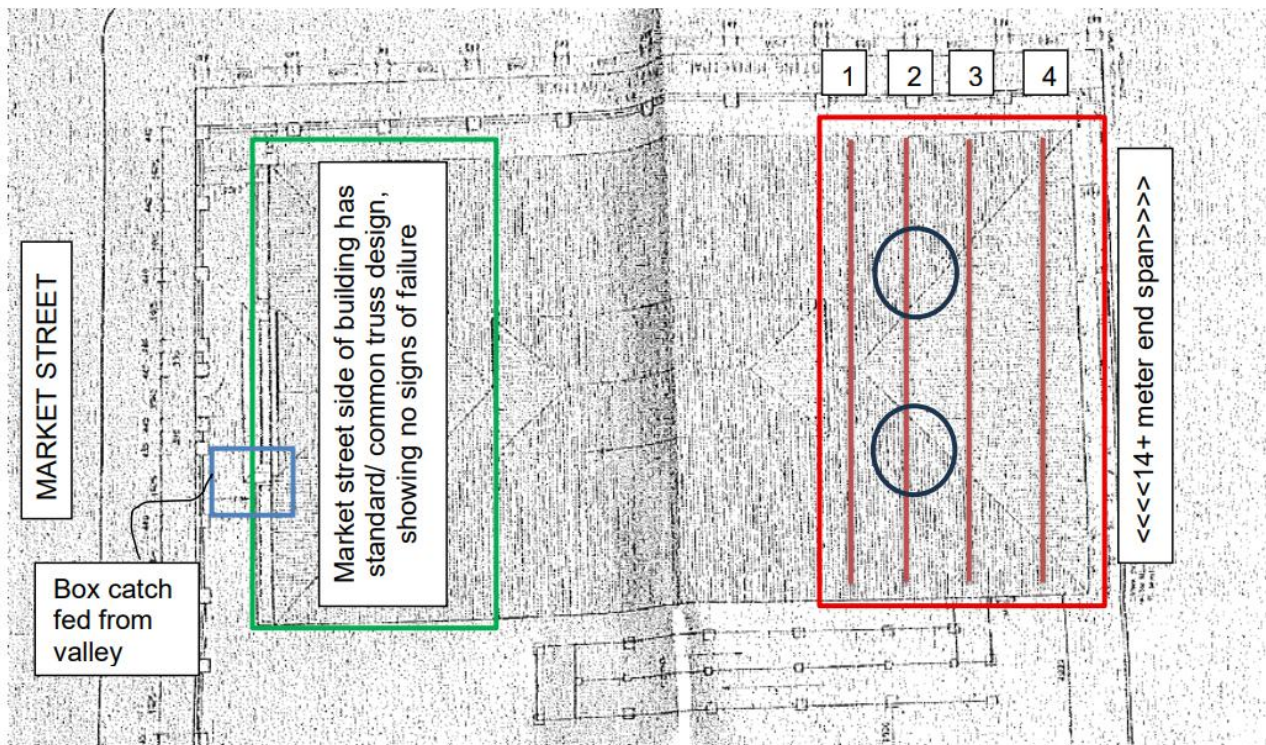 1 2 3 4
MARKET STREET
Market street side of building has
standard/ common truss design,
showing no signs of failure
<<<<14+ meter end span>>>>
Box catch
fed from
valley